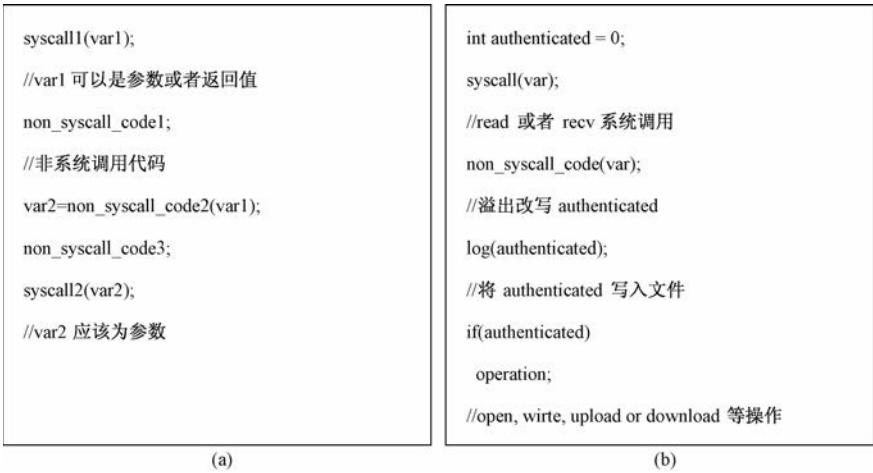 syscall1(var1);
//var1 可以是参数或者返回值
non_syscall_code1;
//非系统调用代码
var2=non_syscall_code2(var1);
non_syscall_code3;
syscall2(var2);
//var2 应该为参数
(a)
int authenticated = 0;
syscall(var);
//read 或者 recv 系统调用
non_syscall_code(var);
//溢出改写 authenticated
log(authenticated);
//将 authenticated 写入文件
if(authenticated)
operation;
//open, wirte, upload or download 等操作
(b)